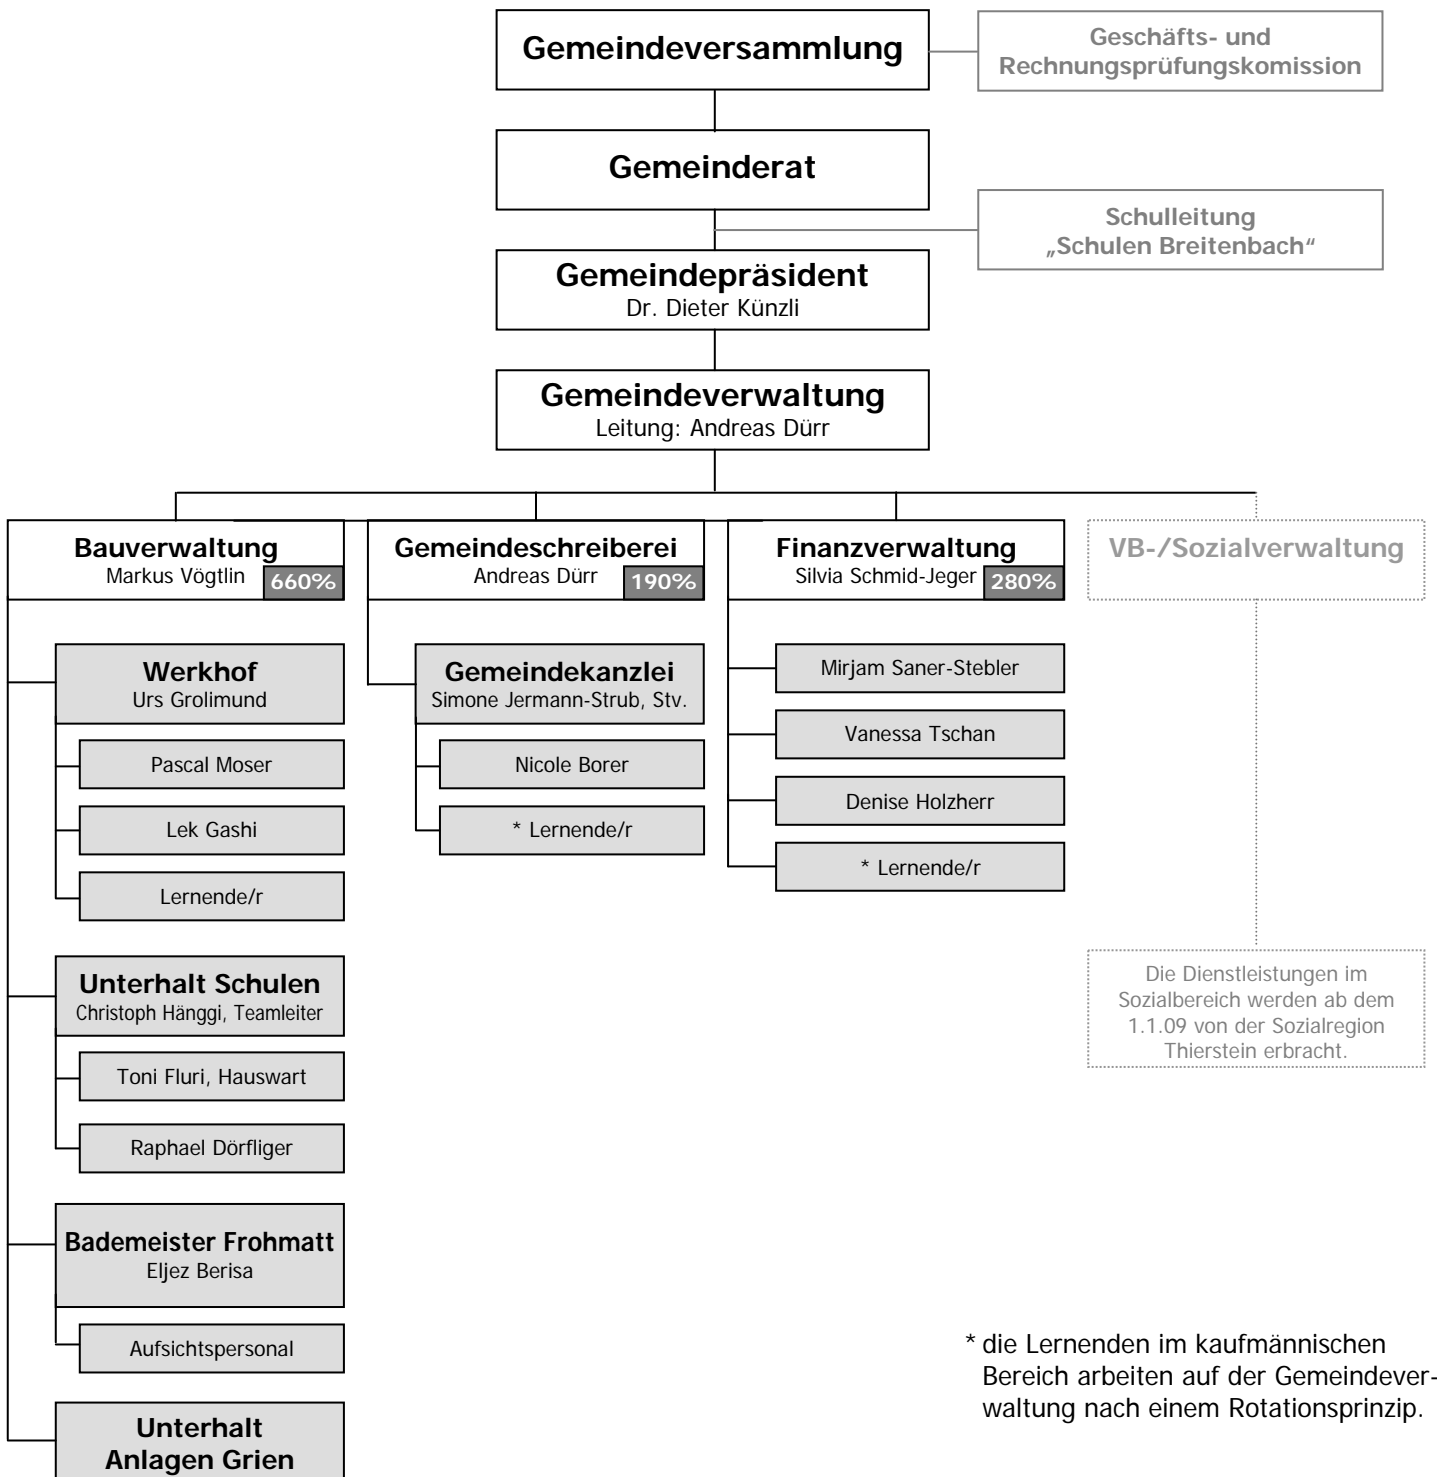 Gemeindeversammlung
Geschäfts- und
Rechnungsprüfungskomission
Gemeinderat
Schulleitung
„Schulen Breitenbach“
Gemeindepräsident
Dr. Dieter Künzli
Gemeindeverwaltung
Leitung: Andreas Dürr
Bauverwaltung
Markus Vögtlin
660%
Gemeindeschreiberei
Andreas Dürr
190%
Finanzverwaltung
Silvia Schmid-Jeger
280%
VB-/Sozialverwaltung
Werkhof
Urs Grolimund
Pascal Moser
Lek Gashi
Lernende/r
Unterhalt Schulen
Christoph Hänggi, Teamleiter
Toni Fluri, Hauswart
Raphael Dörfliger
Bademeister Frohmatt
Eljez Berisa
Aufsichtspersonal
Unterhalt
Anlagen Grien
Gemeindekanzlei
Simone Jermann-Strub, Stv.
Nicole Borer
* Lernende/r
Mirjam Saner-Stebler
Vanessa Tschan
Denise Holzherr
* Lernende/r
Die Dienstleistungen im
Sozialbereich werden ab dem
1.1.09 von der Sozialregion
Thierstein erbracht.
* die Lernenden im kaufmännischen
Bereich arbeiten auf der Gemeindever-
waltung nach einem Rotationsprinzip.